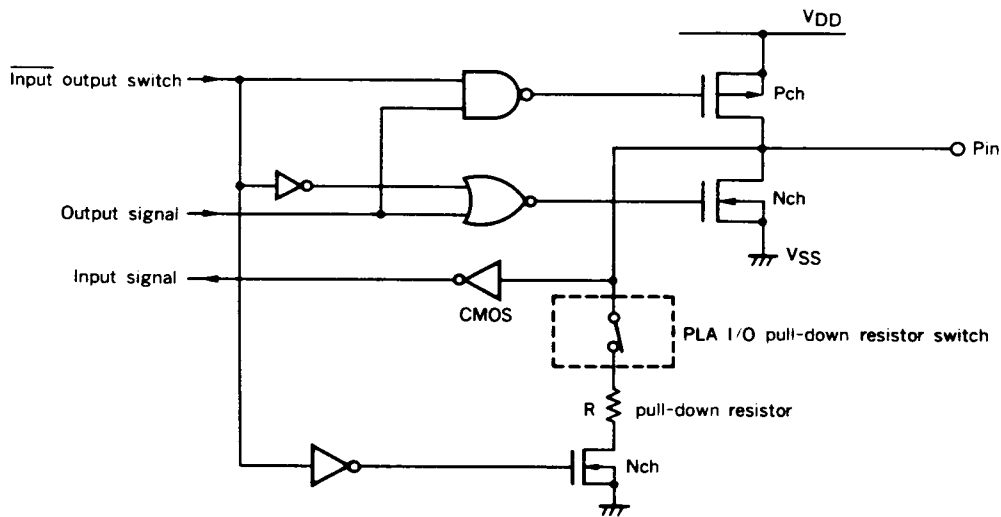 VDD
Input output switch
Pch
Pin
Nch
Output signal
VSS
Input signal
CMOS
PLA I/O pull-down resistor switch
R pull-down resistor
Nch